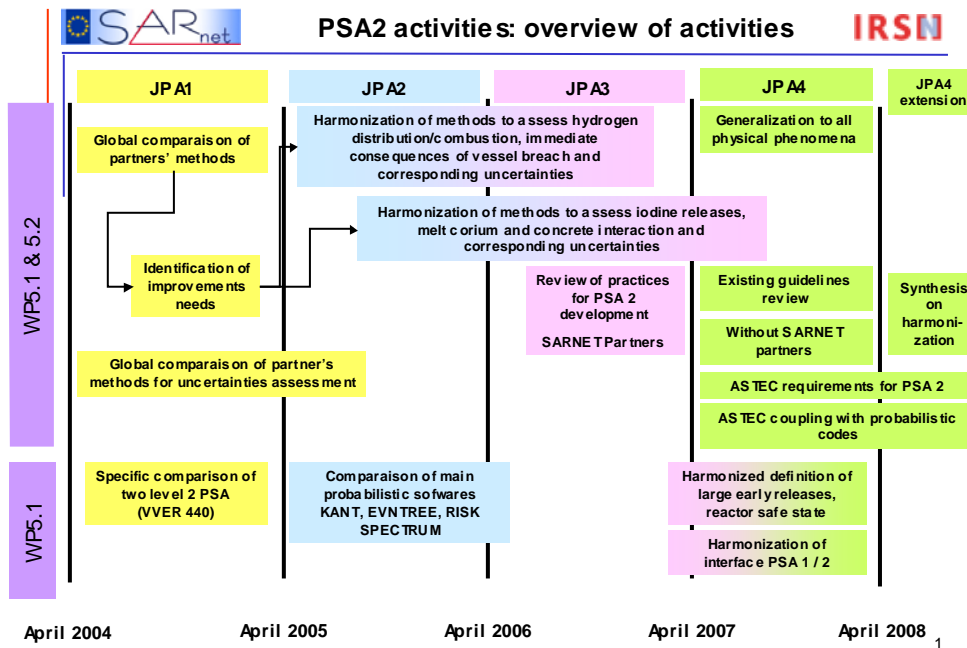 SARnet
PSA2 activities: overview of activities
IRSN
JPA1
JPA2
JPA3
JPA4
JPA4
extension
WP5.1 & 5.2
Global comparaison of
partners' methods
Harmonization of methods to assess hydrogen
distribution/combustion, immediate
consequences of vessel breach and
corresponding uncertainties
Generalization to all
physical phenomena
Harmonization of methods to assess iodine releases,
melt corium and concrete interaction and
corresponding uncertainties
Identification of
improvements
needs
Review of practices
for PSA 2
development
SARNET Partners
Existing guidelines
review
Without SARNET
partners
Synthesis
on
harmoni-
zation
Global comparaison of partner's
methods for uncertainties assessment
ASTEC requirements for PSA 2
ASTEC coupling with probabilistic
codes
WP5.1
Specific comparison of
two level 2 PSA
(VVER 440)
Comparaison of main
probabilistic sofwares
KANT, EVNTREE, RISK
SPECTRUM
Harmonized definition of
large early releases,
reactor safe state
Harmonization of
interface PSA 1 / 2
April 2004
April 2005
April 2006
April 2007
April 2008
1